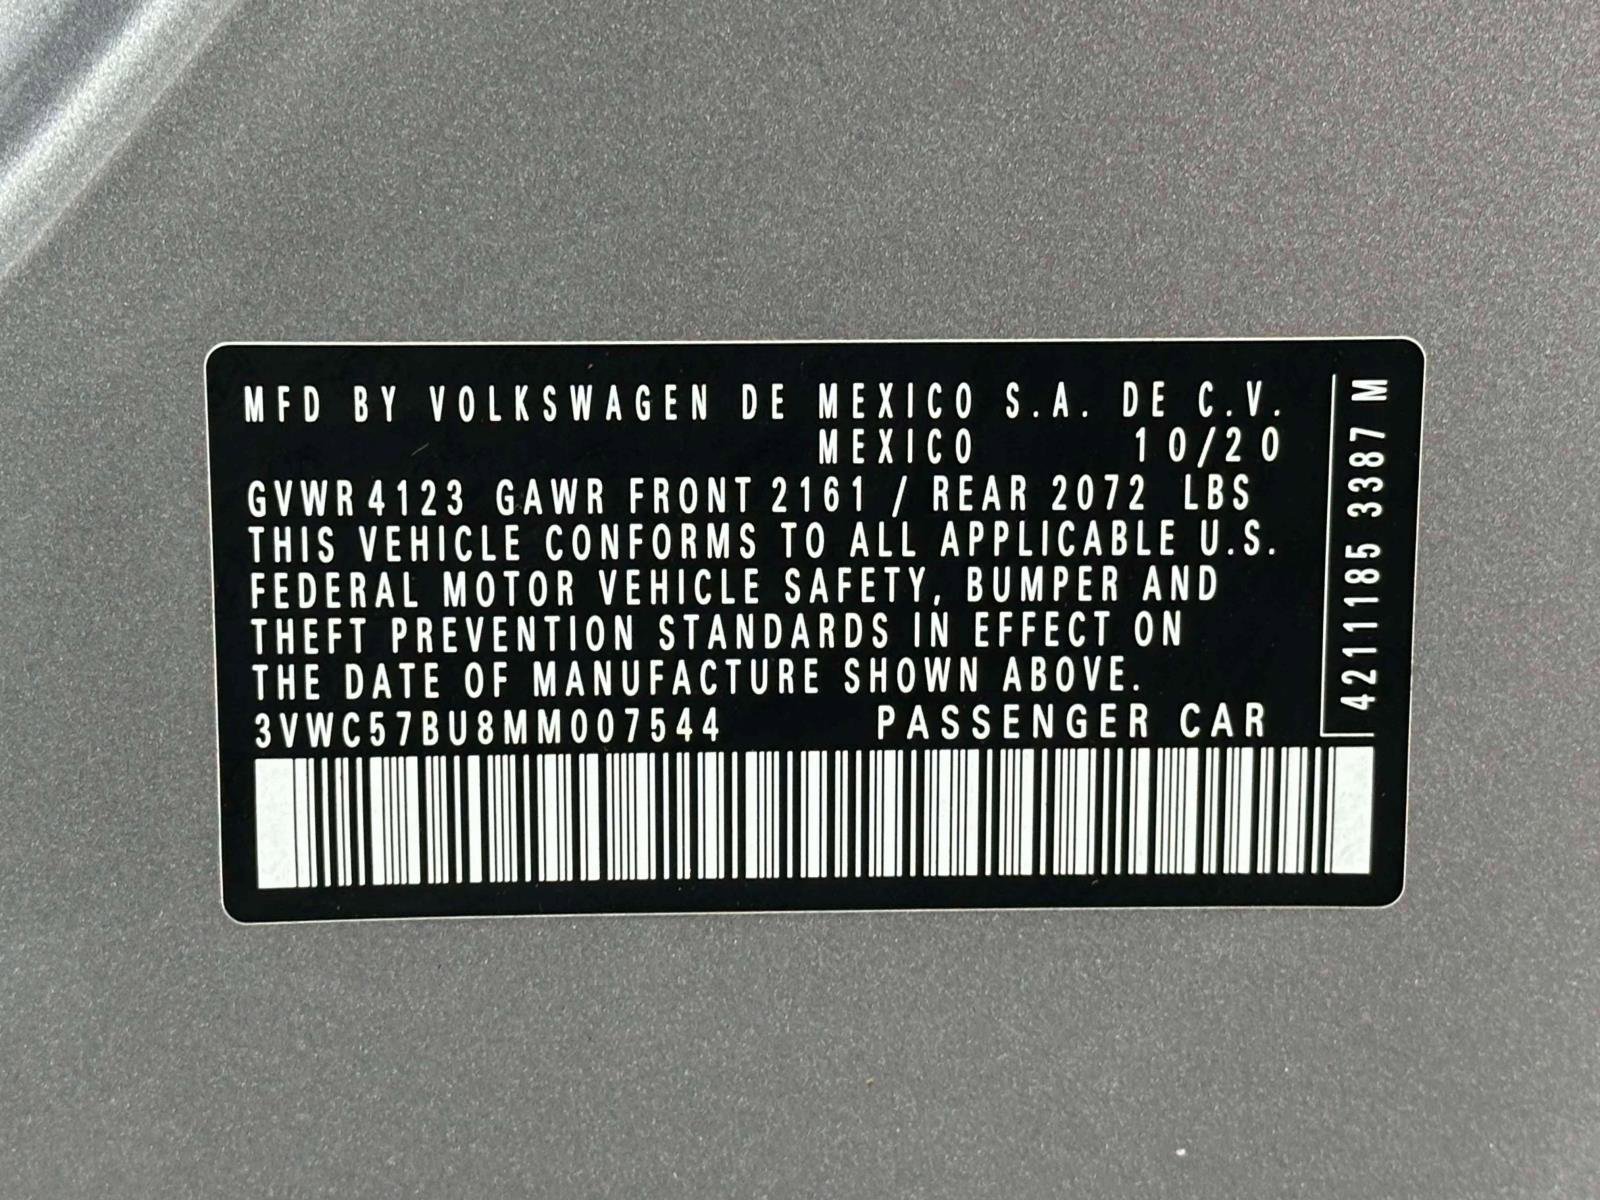 MFD BY VOLKSWAGEN DE MEXICO S.A. DE C.V.
MEXICO 10/20
GVWR 4123 GAWR FRONT 2161 / REAR 2072 LBS
THIS VEHICLE CONFORMS TO ALL APPLICABLE U.S.
FEDERAL MOTOR VEHICLE SAFETY, BUMPER AND
THEFT PREVENTION STANDARDS IN EFFECT ON
THE DATE OF MANUFACTURE SHOWN ABOVE.
3VWC57BU8MM007544 PASSENGER CAR
4211185 3387 M